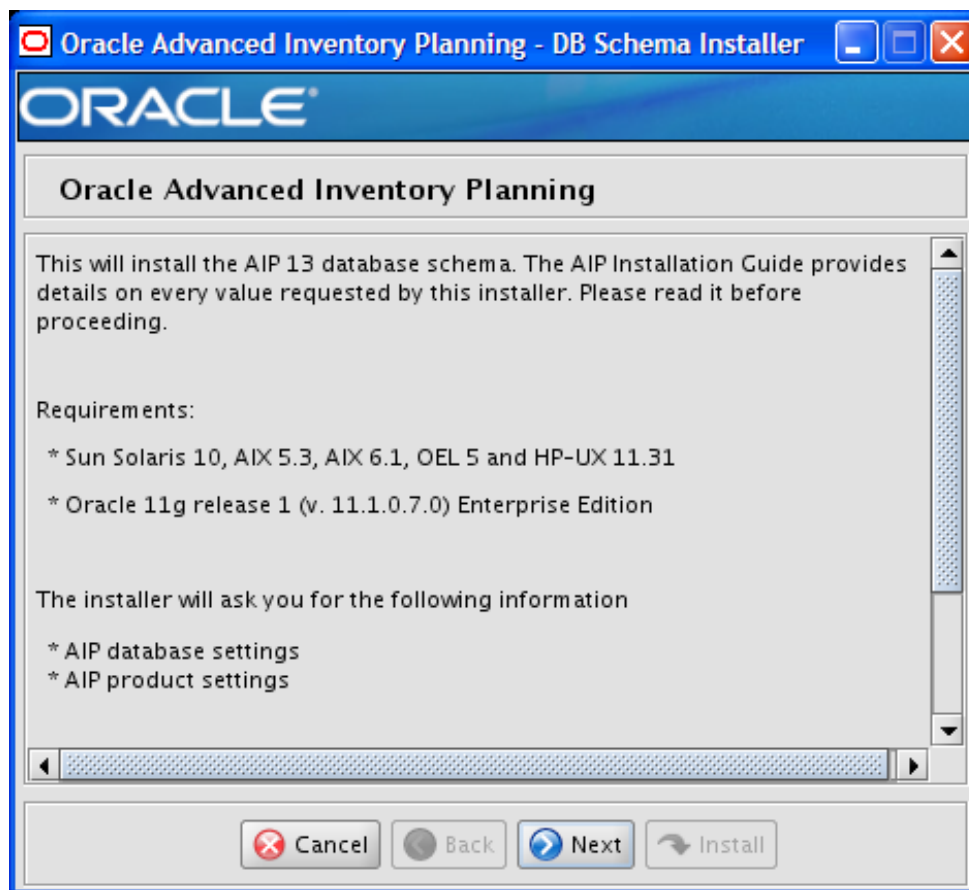 Oracle Advanced Inventory Planning - DB Schema Installer
ORACLE
Oracle Advanced Inventory Planning
This will install the AIP 13 database schema. The AIP Installation Guide provides
details on every value requested by this installer. Please read it before
proceeding.
Requirements:
* Sun Solaris 10, AIX 5.3, AIX 6.1, OEL 5 and HP-UX 11.31
* Oracle 11g release 1 (v. 11.1.0.7.0) Enterprise Edition
The installer will ask you for the following information
* AIP database settings
* AIP product settings
Cancel Back Next Install